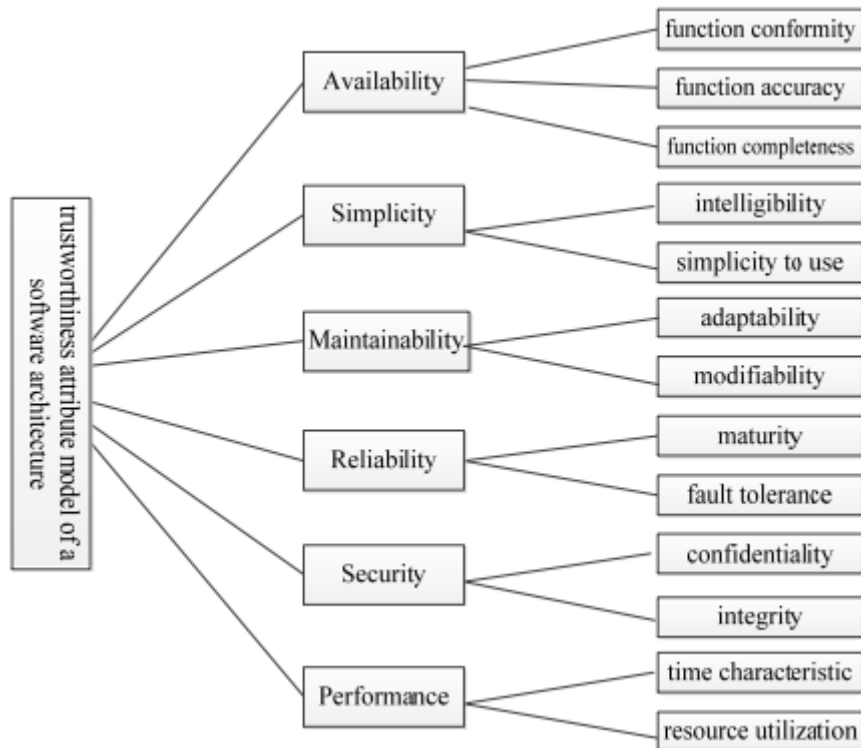 trustworthiness attribute model of a
software architecture
Availability
function conformity
function accuracy
function completeness
Simplicity
intelligibility
simplicity to use
Maintainability
adaptability
modifiability
Reliability
maturity
fault tolerance
Security
confidentiality
integrity
Performance
time characteristic
resource utilization